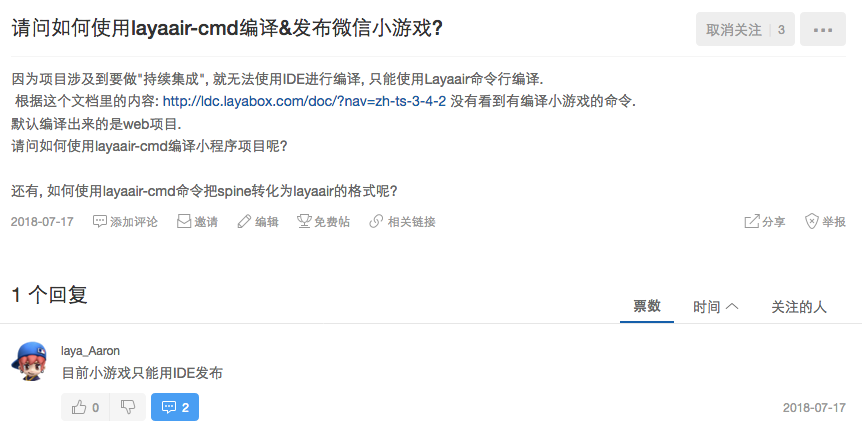 请问如何使用layaair-cmd编译&发布微信小游戏?
取消关注 3
因为项目涉及到要做"持续集成", 就无法使用IDE进行编译, 只能使用Layaair命令行编译.
根据这个文档里的内容: http://ldc.layabox.com/doc/?nav=zh-ts-3-4-2 没有看到有编译小游戏的命令.
默认编译出来的是web项目.
请问如何使用layaair-cmd编译小程序项目呢?
还有, 如何使用layaair-cmd命令把spine转化为layaair的格式呢?
2018-07-17 添加评论 邀请 编辑 免费帖 相关链接 分享 举报
1 个回复
票数 时间 关注的人
laya_Aaron
目前小游戏只能用IDE发布
0 2 2018-07-17